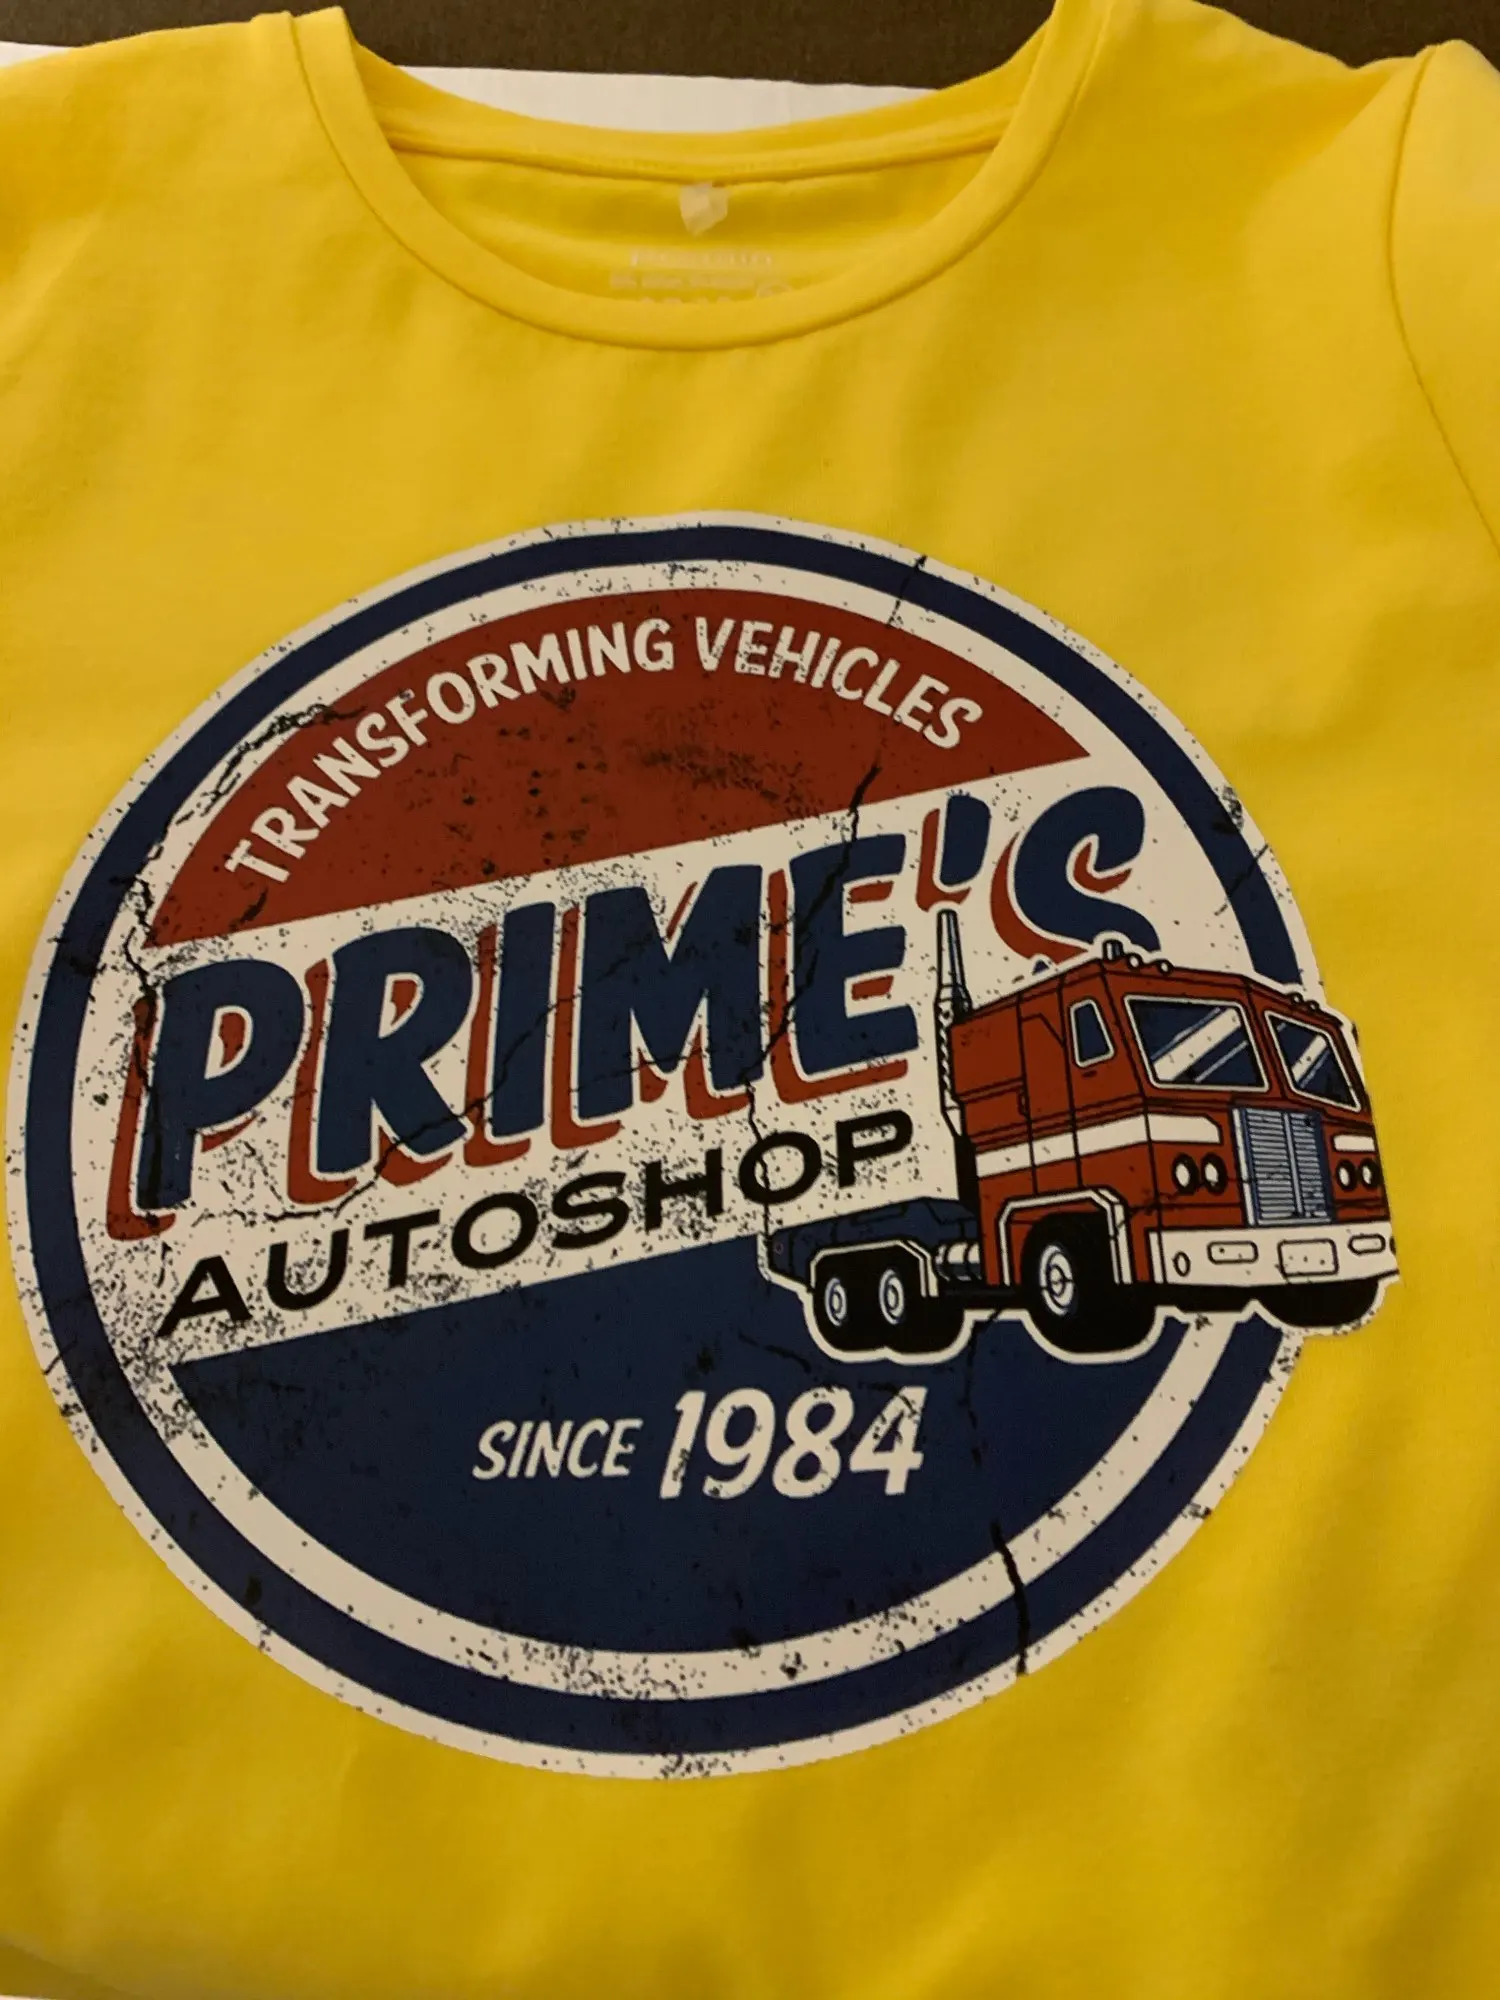 TRANSFORMING VEHICLES
PRIME'S
AUTOSHOP
SINCE 1984